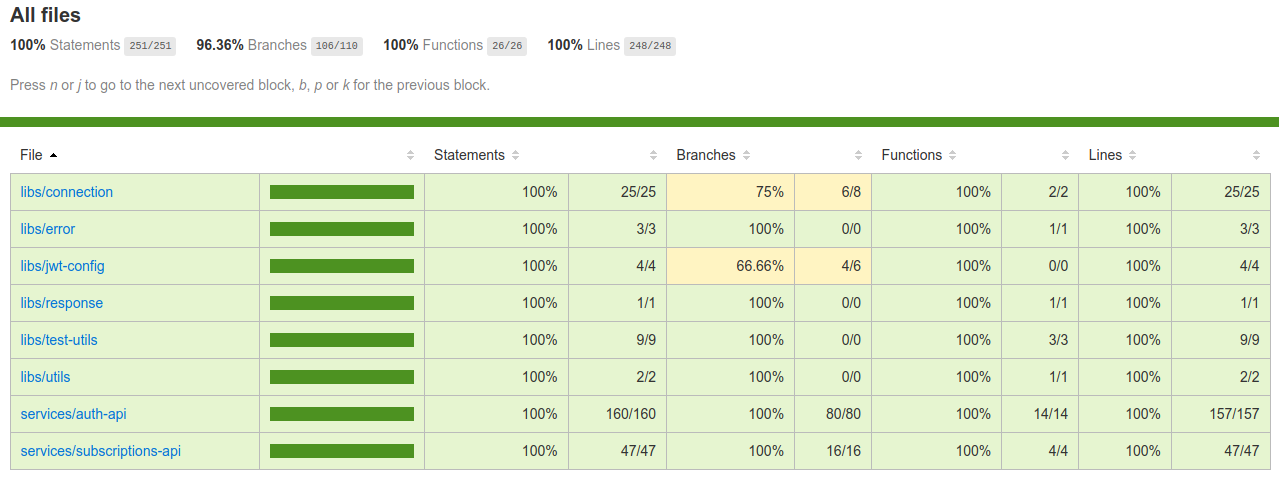 All files
100% Statements 251/251 96.36% Branches 106/110 100% Functions 26/26 100% Lines 248/248
Press n or j to go to the next uncovered block, b, p or k for the previous block.
File Statements Branches Functions Lines
libs/connection 100% 25/25 75% 6/8 100% 2/2 100% 25/25
libs/error 100% 3/3 100% 0/0 100% 1/1 100% 3/3
libs/jwt-config 100% 4/4 66.66% 4/6 100% 0/0 100% 4/4
libs/response 100% 1/1 100% 0/0 100% 1/1 100% 1/1
libs/test-utils 100% 9/9 100% 0/0 100% 3/3 100% 9/9
libs/utils 100% 2/2 100% 0/0 100% 1/1 100% 2/2
services/auth-api 100% 160/160 100% 80/80 100% 14/14 100% 157/157
services/subscriptions-api 100% 47/47 100% 16/16 100% 4/4 100% 47/47